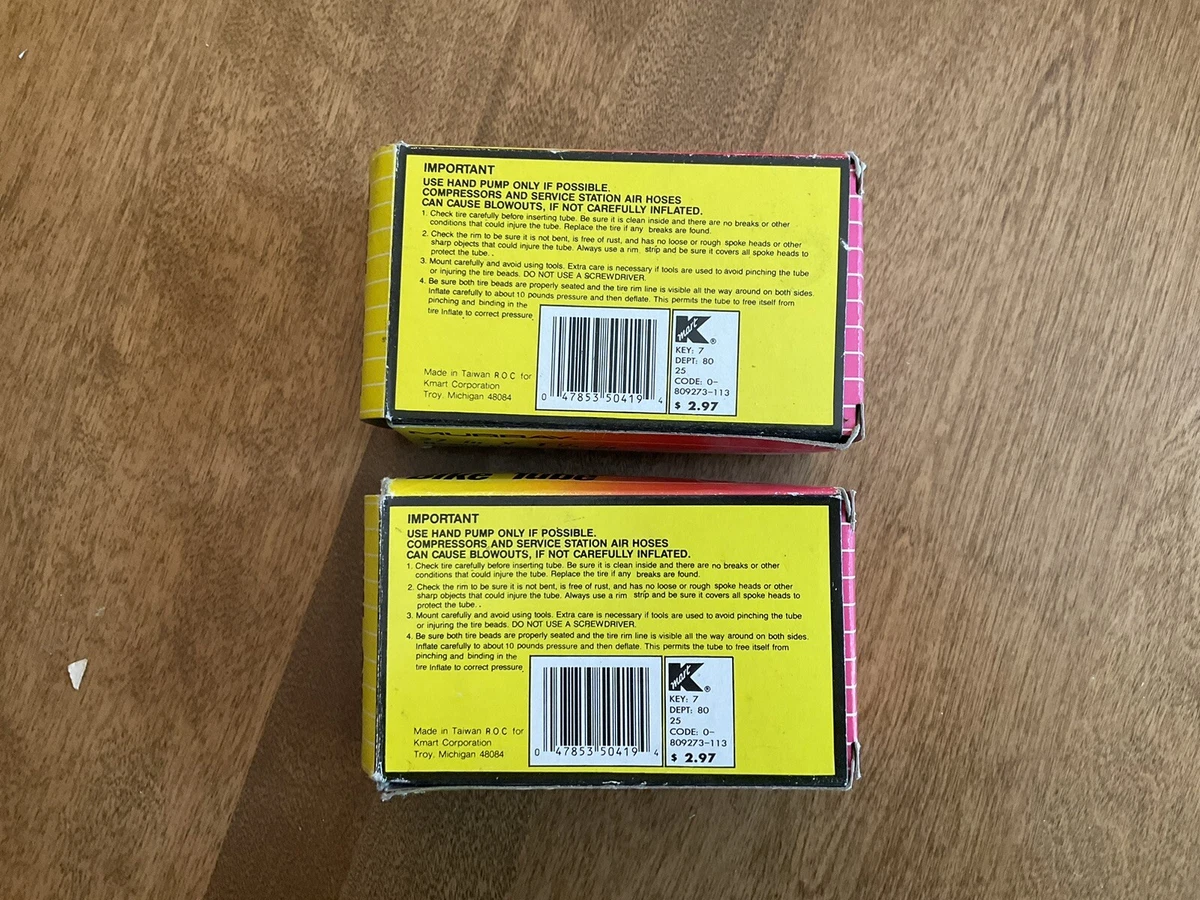 IMPORTANT
USE HAND PUMP ONLY IF POSSIBLE.
COMPRESSORS AND SERVICE STATION AIR HOSES
CAN CAUSE BLOWOUTS, IF NOT CAREFULLY INFLATED.
1. Check tire carefully before inserting tube. Be sure it is clean inside and there are no breaks or other
conditions that could injure the tube. Replace the tire if any breaks are found.
2. Check the rim to be sure it is not bent, is free of rust, and has no loose or rough spoke heads or other
sharp objects that could injure the tube. Always use a rim strip and be sure it covers all spoke heads to
protect the tube. .
3. Mount carefully and avoid using tools. Extra care is necessary if tools are used to avoid pinching the tube
or injuring the tire beads. DO NOT USE A SCREWDRIVER.
4. Be sure both tire beads are properly seated and the tire rim line is visible all the way around on both sides.
Inflate carefully to about 10 pounds pressure and then deflate. This permits the tube to free itself from
pinching and binding in the
tire Inflate to correct pressure
Made in Taiwan R O C for
Kmart Corporation
Troy. Michigan 48084
0 47853 50419 4
Kmart®
KEY: 7
DEPT: 80
25
CODE: 0-
809273-113
$ 2.97
MURRAY
Bike Tube
IMPORTANT
USE HAND PUMP ONLY IF POSSIBLE.
COMPRESSORS AND SERVICE STATION AIR HOSES
CAN CAUSE BLOWOUTS, IF NOT CAREFULLY INFLATED.
1. Check tire carefully before inserting tube. Be sure it is clean inside and there are no breaks or other
conditions that could injure the tube. Replace the tire if any breaks are found.
2. Check the rim to be sure it is not bent, is free of rust, and has no loose or rough spoke heads or other
sharp objects that could injure the tube. Always use a rim strip and be sure it covers all spoke heads to
protect the tube. .
3. Mount carefully and avoid using tools. Extra care is necessary if tools are used to avoid pinching the tube
or injuring the tire beads. DO NOT USE A SCREWDRIVER.
4. Be sure both tire beads are properly seated and the tire rim line is visible all the way around on both sides.
Inflate carefully to about 10 pounds pressure and then deflate. This permits the tube to free itself from
pinching and binding in the
tire Inflate to correct pressure
Made in Taiwan R O C for
Kmart Corporation
Troy. Michigan 48084
0 47853 50419 4
Kmart®
KEY: 7
DEPT: 80
25
CODE: 0-
809273-113
$ 2.97